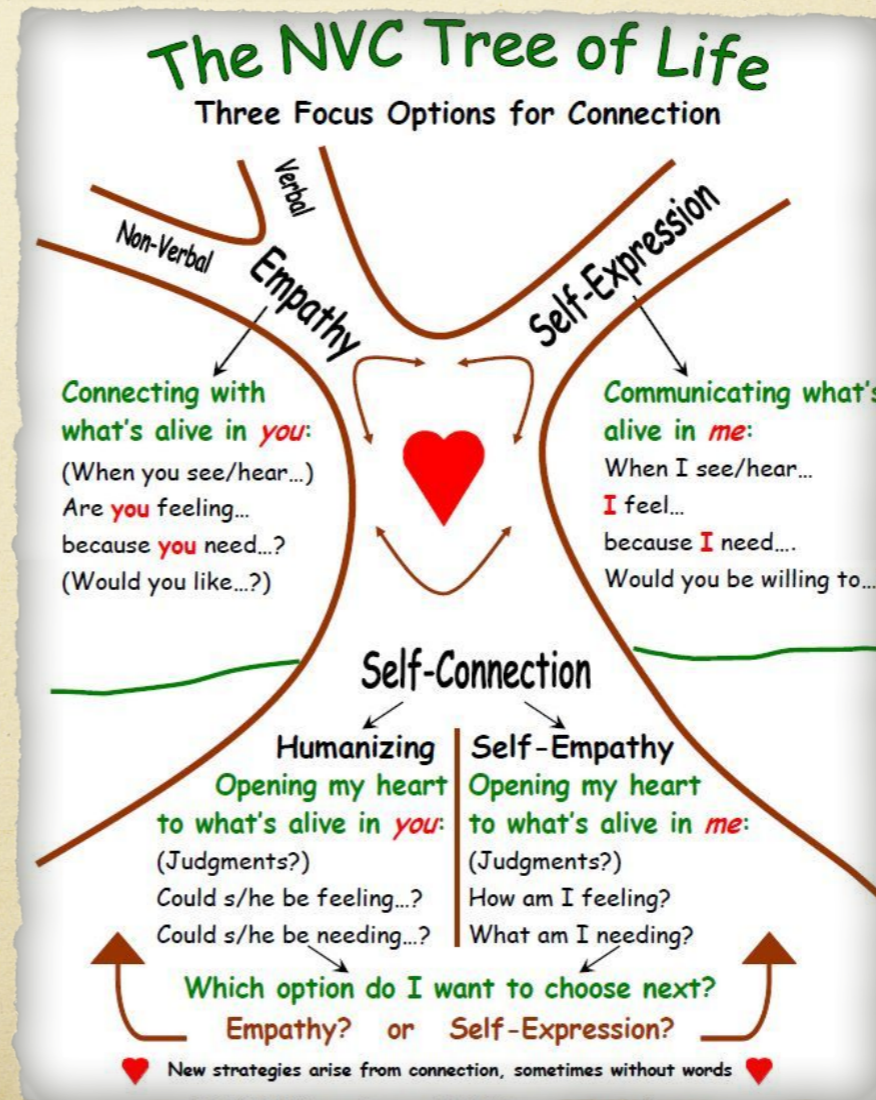 The NVC Tree of Life
Three Focus Options for Connection
Non-Verbal
Verbal
Empathy
Self-Expression
Connecting with
what's alive in you:
(When you see/hear...)
Are you feeling...
because you need...?
(Would you like...?)
Communicating what's
alive in me:
When I see/hear...
I feel...
because I need....
Would you be willing to...
Self-Connection
Humanizing
Opening my heart
to what's alive in you:
(Judgments?)
Could s/he be feeling...?
Could s/he be needing...?
Self-Empathy
Opening my heart
to what's alive in me:
(Judgments?)
How am I feeling?
What am I needing?
Which option do I want to choose next?
Empathy? or Self-Expression?
New strategies arise from connection, sometimes without words